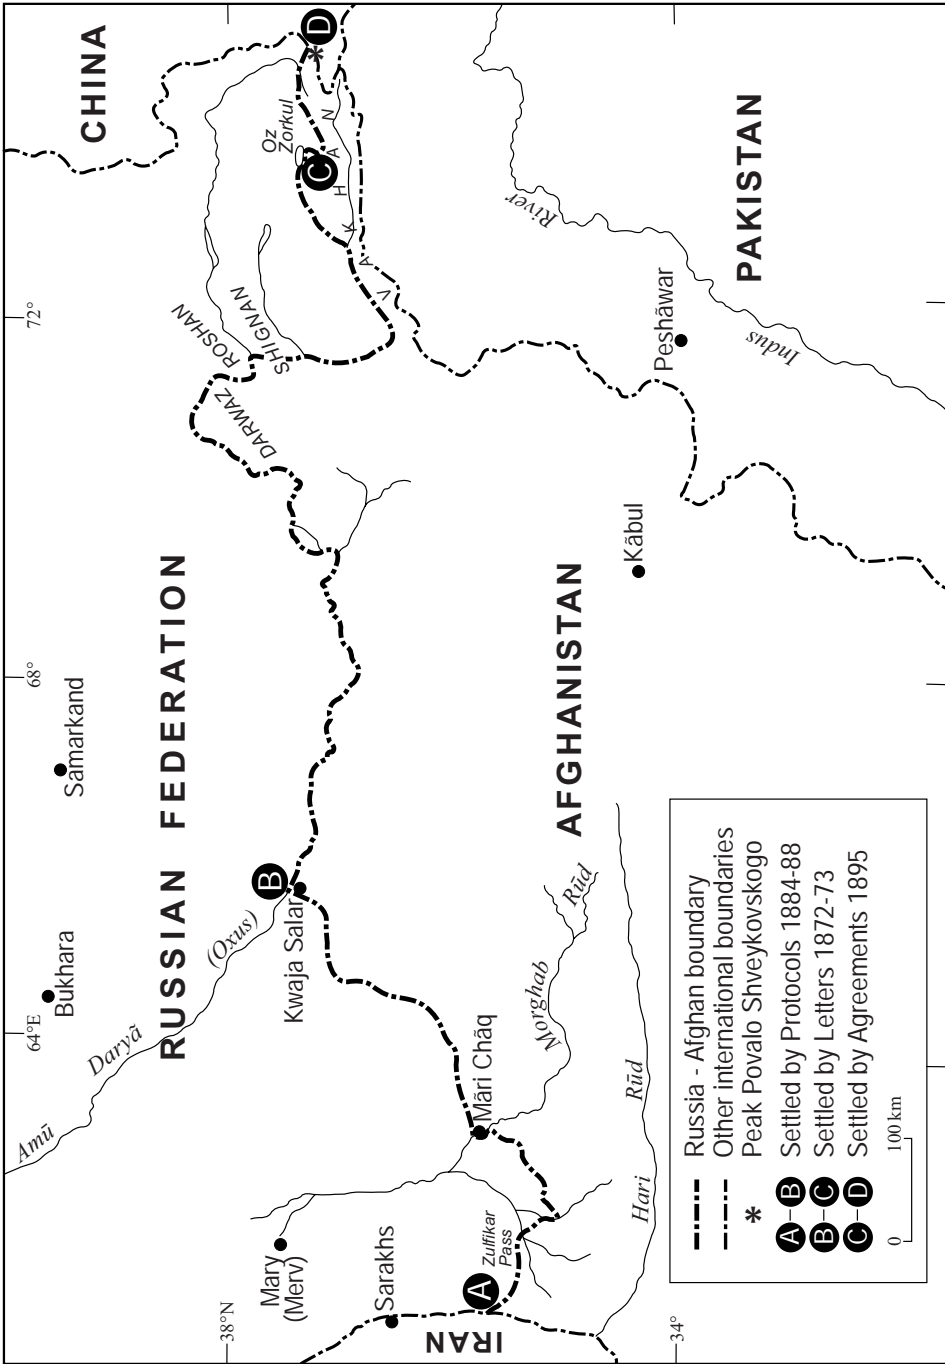 64°E
68°
72°
38°N
34°
CHINA
RUSSIAN FEDERATION
AFGHANISTAN
PAKISTAN
IRAN
Samarkand
Bukhara
Amū
Daryā
(Oxus)
B
Kwaja Salar
DARWAZ
ROSHAN
SHIGNAN
Oz
Zorkul
C
D
*
VAKHAN
Mary
(Merv)
Sarakhs
A
Zulfikar
Pass
Māri Chāq
Morghab
Rūd
Hari
Rūd
Kābul
Peshāwar
Indus
River
Russia - Afghan boundary
Other international boundaries
* Peak Povalo Shveykovskogo
A–B Settled by Protocols 1884-88
B–C Settled by Letters 1872-73
C–D Settled by Agreements 1895
0 100 km